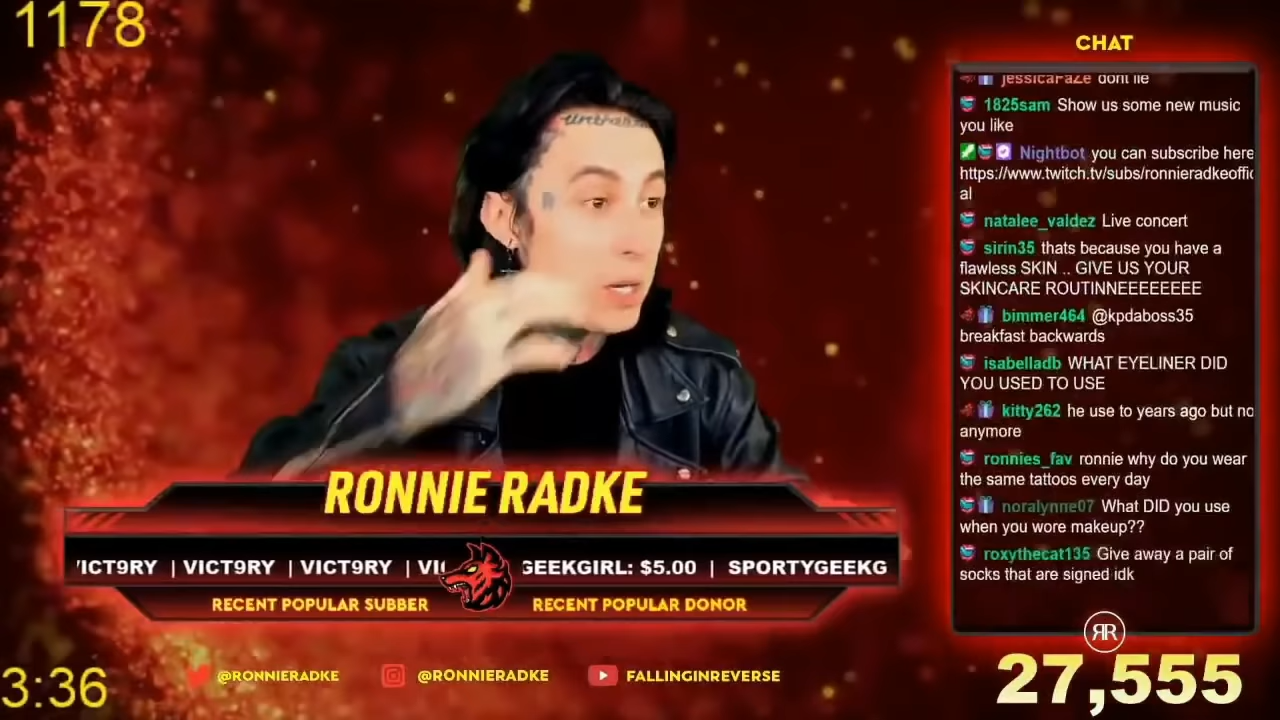 1178
CHAT
jessicaFaZe dont lie
1825sam Show us some new music
you like
Nightbot you can subscribe here
https://www.twitch.tv/subs/ronnieradkeoffic
al
natalee_valdez Live concert
sirin35 thats because you have a
flawless SKIN .. GIVE US YOUR
SKINCARE ROUTINNEEEEEEEE
bimmer464 @kpdaboss35
breakfast backwards
isabelladb WHAT EYELINER DID
YOU USED TO USE
kitty262 he use to years ago but no
anymore
ronnies_fav ronnie why do you wear
the same tattoos every day
noralynne07 What DID you use
when you wore makeup??
roxythecat135 Give away a pair of
socks that are signed idk
RONNIE RADKE
VICT9RY | VICT9RY | VICT9RY | VI GEEKGIRL: $5.00 | SPORTYGEEKG
RECENT POPULAR SUBBER RECENT POPULAR DONOR
RR
3:36
@RONNIERADKE @RONNIERADKE FALLINGINREVERSE
27,555